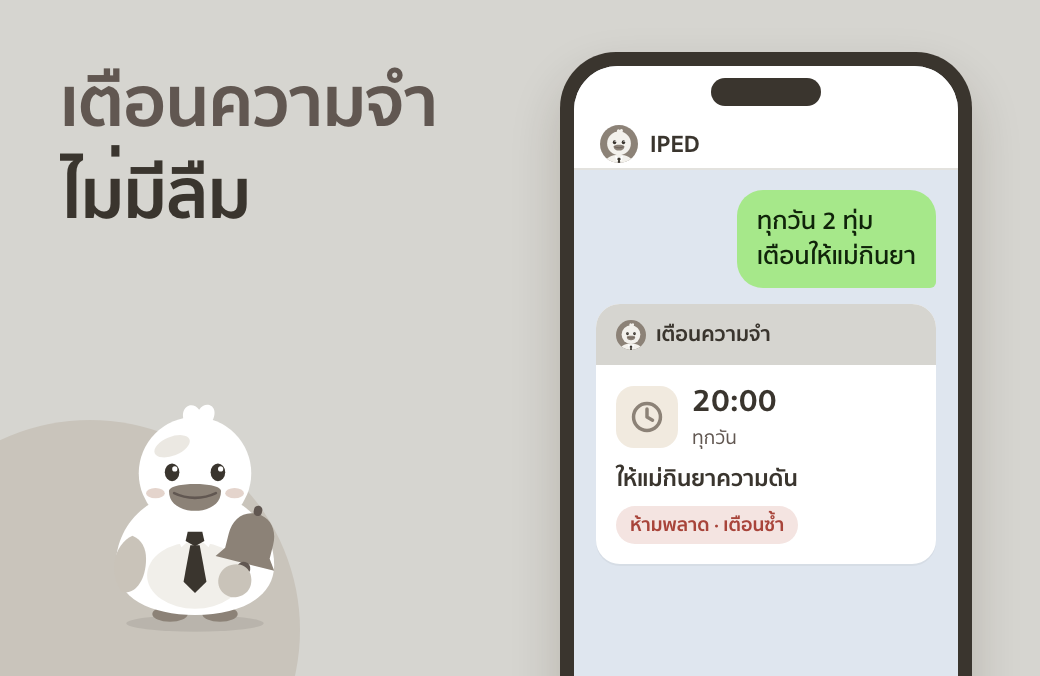 เตือนความจำ
ไม่มีลืม
IPED
ทุกวัน 2 ทุ่ม
เตือนให้แม่กินยา
เตือนความจำ
20:00
ทุกวัน
ให้แม่กินยาความดัน
ห้ามพลาด · เตือนซ้ำ